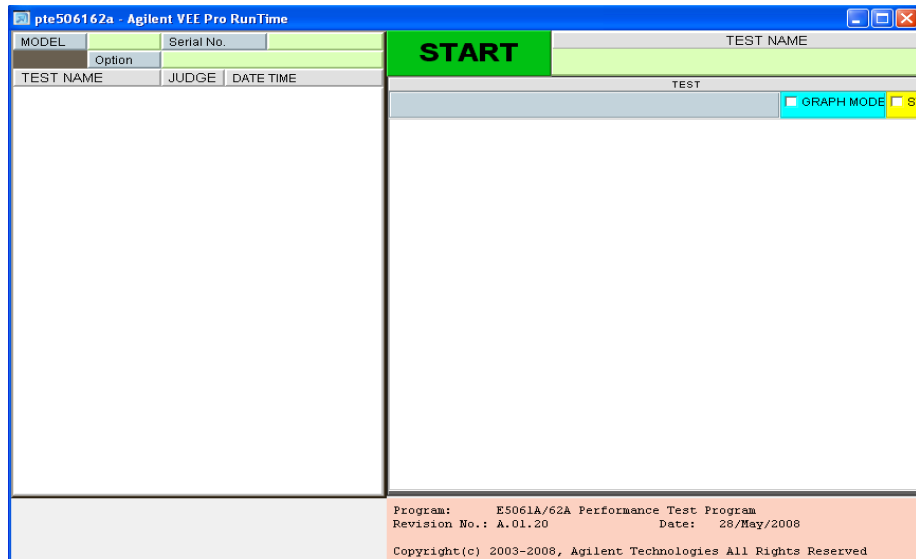 pte506162a - Agilent VEE Pro RunTime
MODEL Serial No.
Option
TEST NAME JUDGE DATE TIME
START
TEST NAME
TEST
GRAPH MODE S
Program: E5061A/62A Performance Test Program
Revision No.: A.01.20 Date: 28/May/2008
Copyright(c) 2003-2008, Agilent Technologies All Rights Reserved